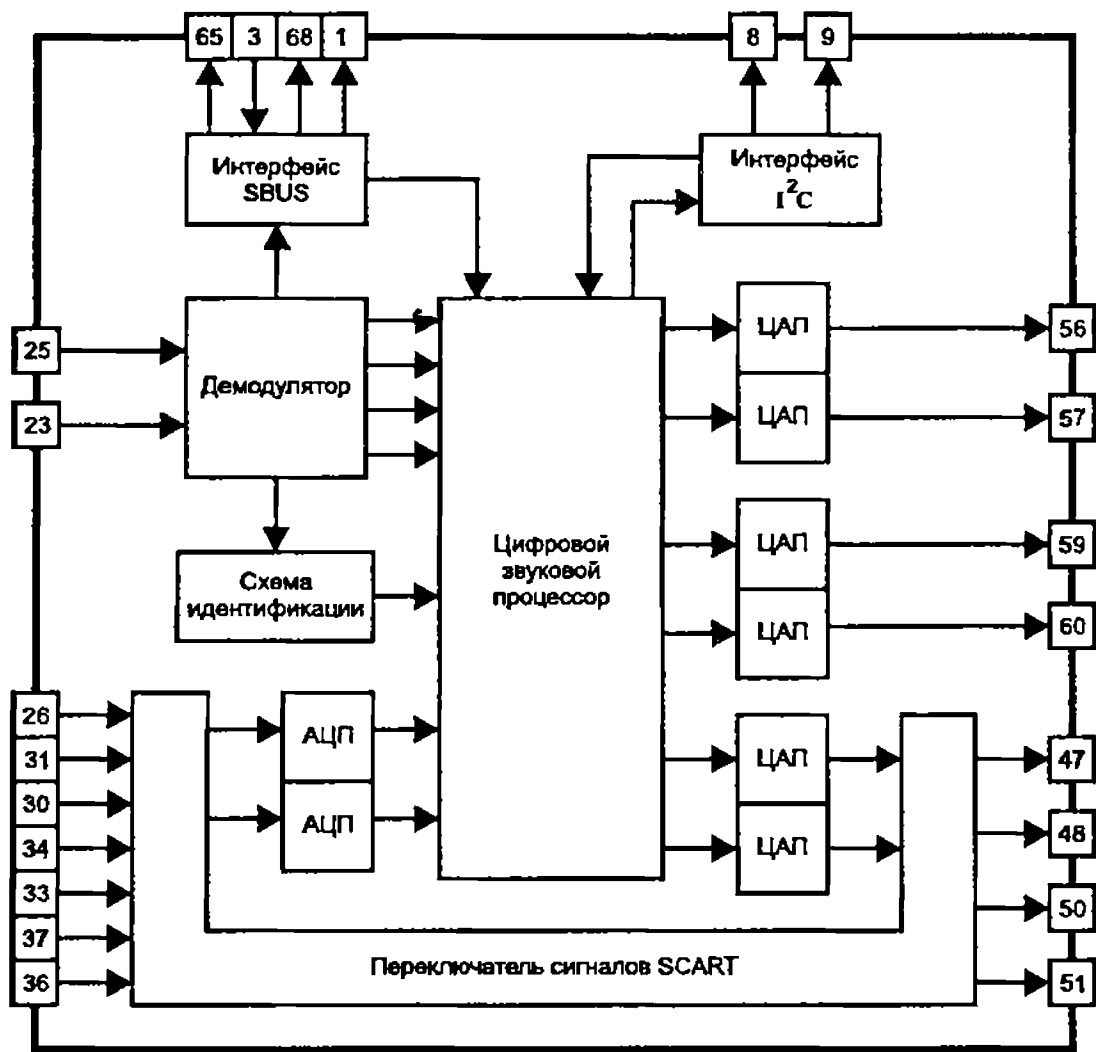 65 3 68 1 8 9
Интерфейс
SBUS
Интерфейс
I²C
25
23
Демодулятор
ЦАП
56
ЦАП
57
Цифровой
звуковой
процессор
ЦАП
59
ЦАП
60
Схема
идентификации
26
31
30
34
33
37
36
АЦП
АЦП
ЦАП
47
ЦАП
48
50
51
Переключатель сигналов SCART